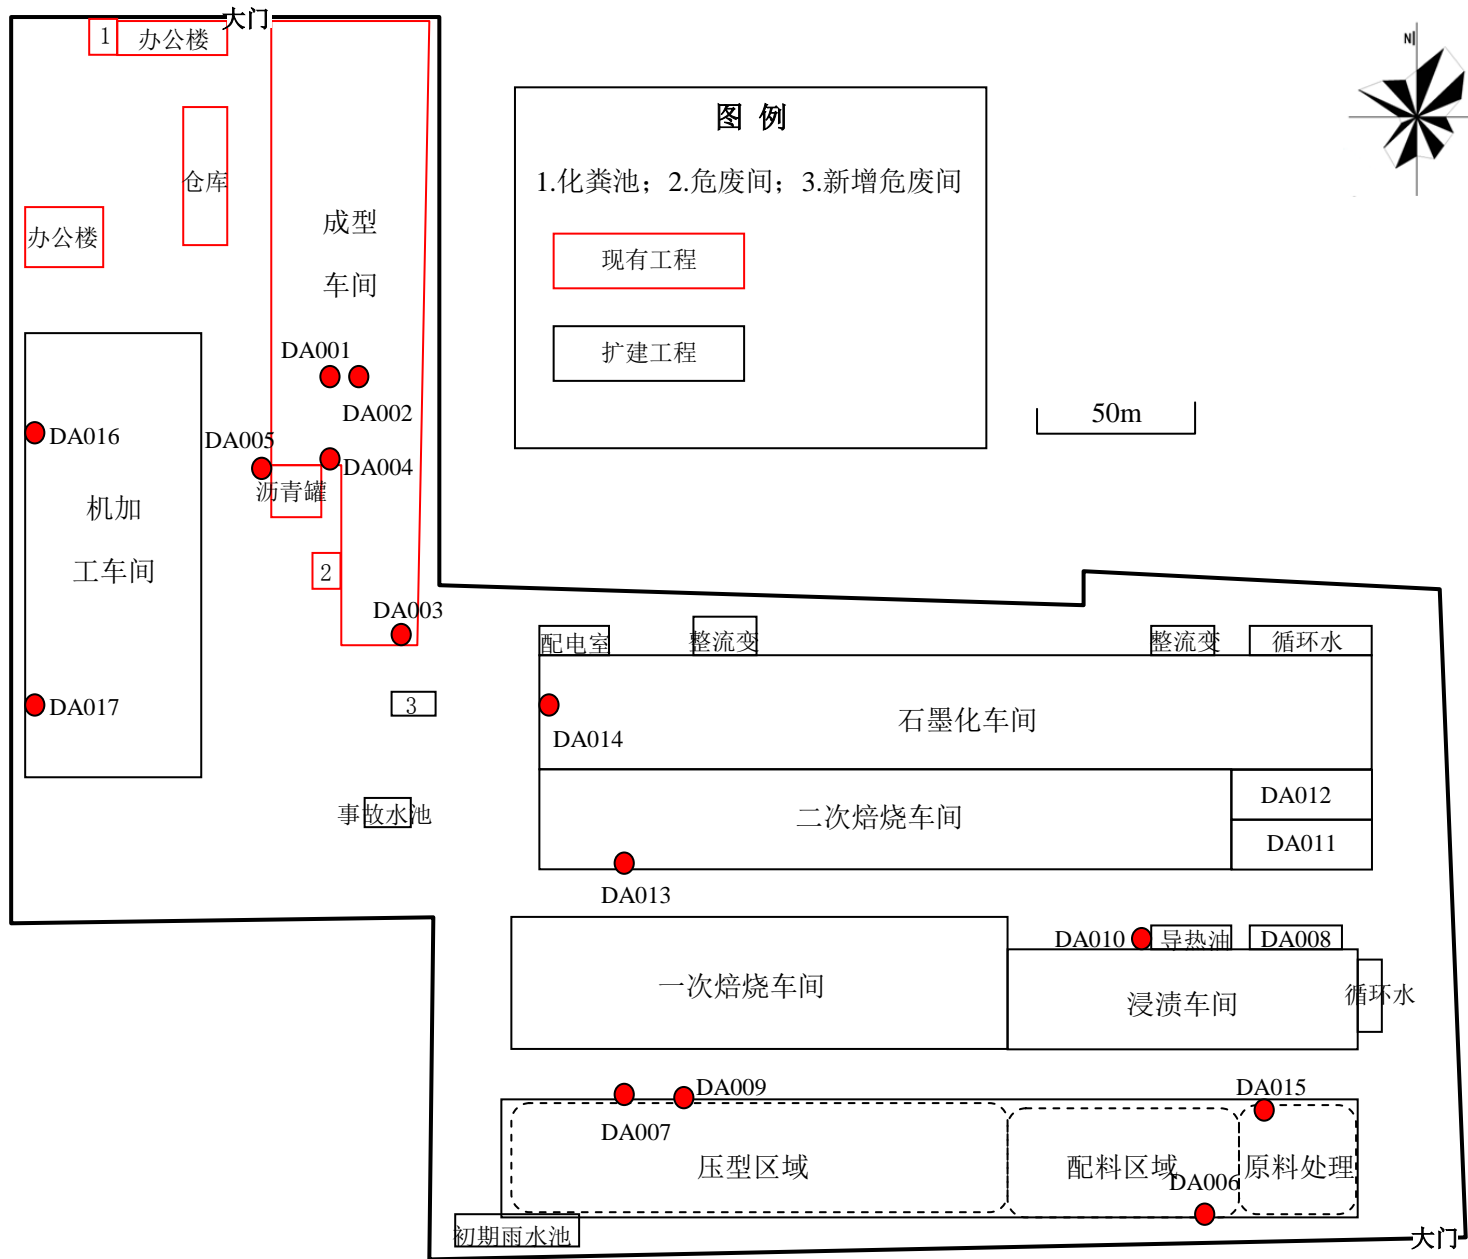 大门
1
办公楼
N
图 例
仓库
1.化粪池；2.危废间；3.新增危废间
成型
办公楼
现有工程
车间
DA001
扩建工程
DA002
50m
DA016
DA005
DA004
沥青罐
机加
工车间
2
DA003
配电室
整流变
整流变
循环水
DA017
3
石墨化车间
DA014
DA012
事故水池
二次焙烧车间
DA011
DA013
DA010
导热油
DA008
一次焙烧车间
浸渍车间
循环水
DA009
DA015
DA007
压型区域
配料区域
原料处理
DA006
初期雨水池
大门